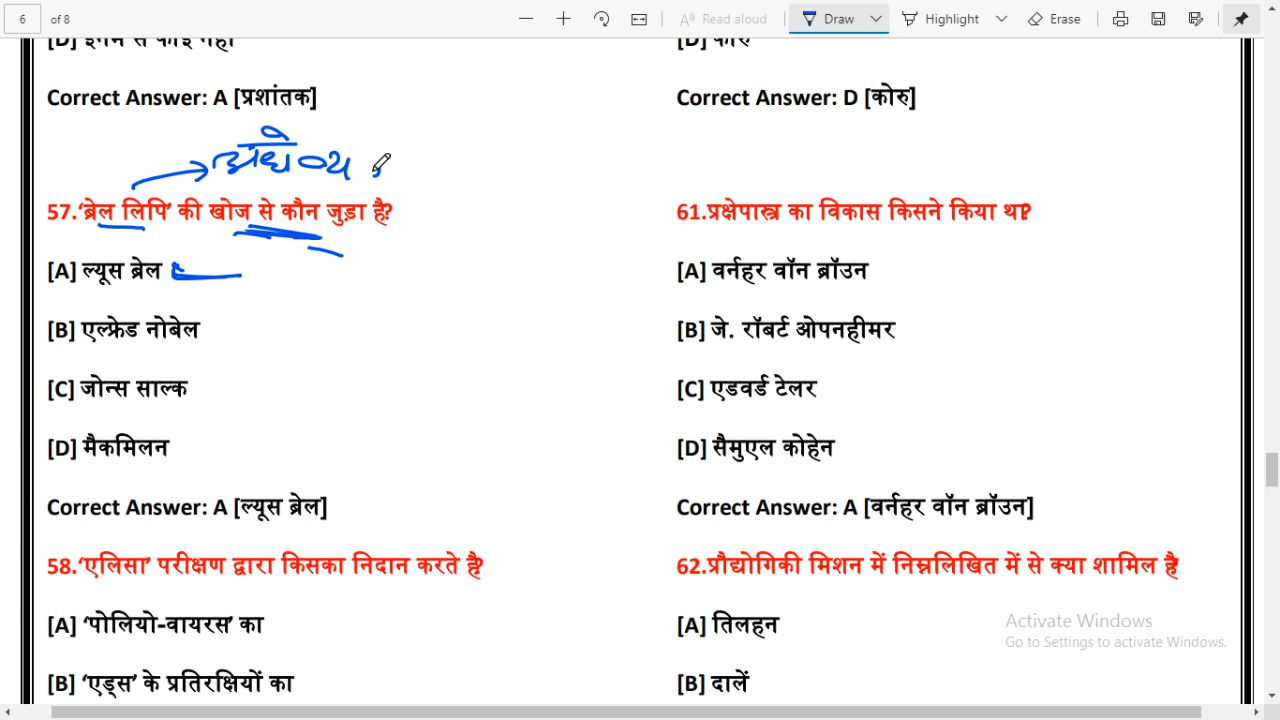 6 of 8 Read aloud Draw Highlight Erase
Correct Answer: A [प्रशांतक]
अंधे व्य
57.‘ब्रेल लिपि’ की खोज से कौन जुड़ा है?
[A] ल्यूस ब्रेल
[B] एल्फ्रेड नोबेल
[C] जोन्स साल्क
[D] मैकमिलन
Correct Answer: A [ल्यूस ब्रेल]
58.‘एलिसा’ परीक्षण द्वारा किसका निदान करते है?
[A] ‘पोलियो-वायरस’ का
[B] ‘एड्स’ के प्रतिरक्षियों का
[D] कोरु
Correct Answer: D [कोरु]
61.प्रक्षेपास्त्र का विकास किसने किया था?
[A] वर्नहर वॉन ब्रॉउन
[B] जे. रॉबर्ट ओपनहीमर
[C] एडवर्ड टेलर
[D] सैमुएल कोहेन
Correct Answer: A [वर्नहर वॉन ब्रॉउन]
62.प्रौद्योगिकी मिशन में निम्नलिखित में से क्या शामिल है?
[A] तिलहन
[B] दालें
Activate Windows
Go to Settings to activate Windows.